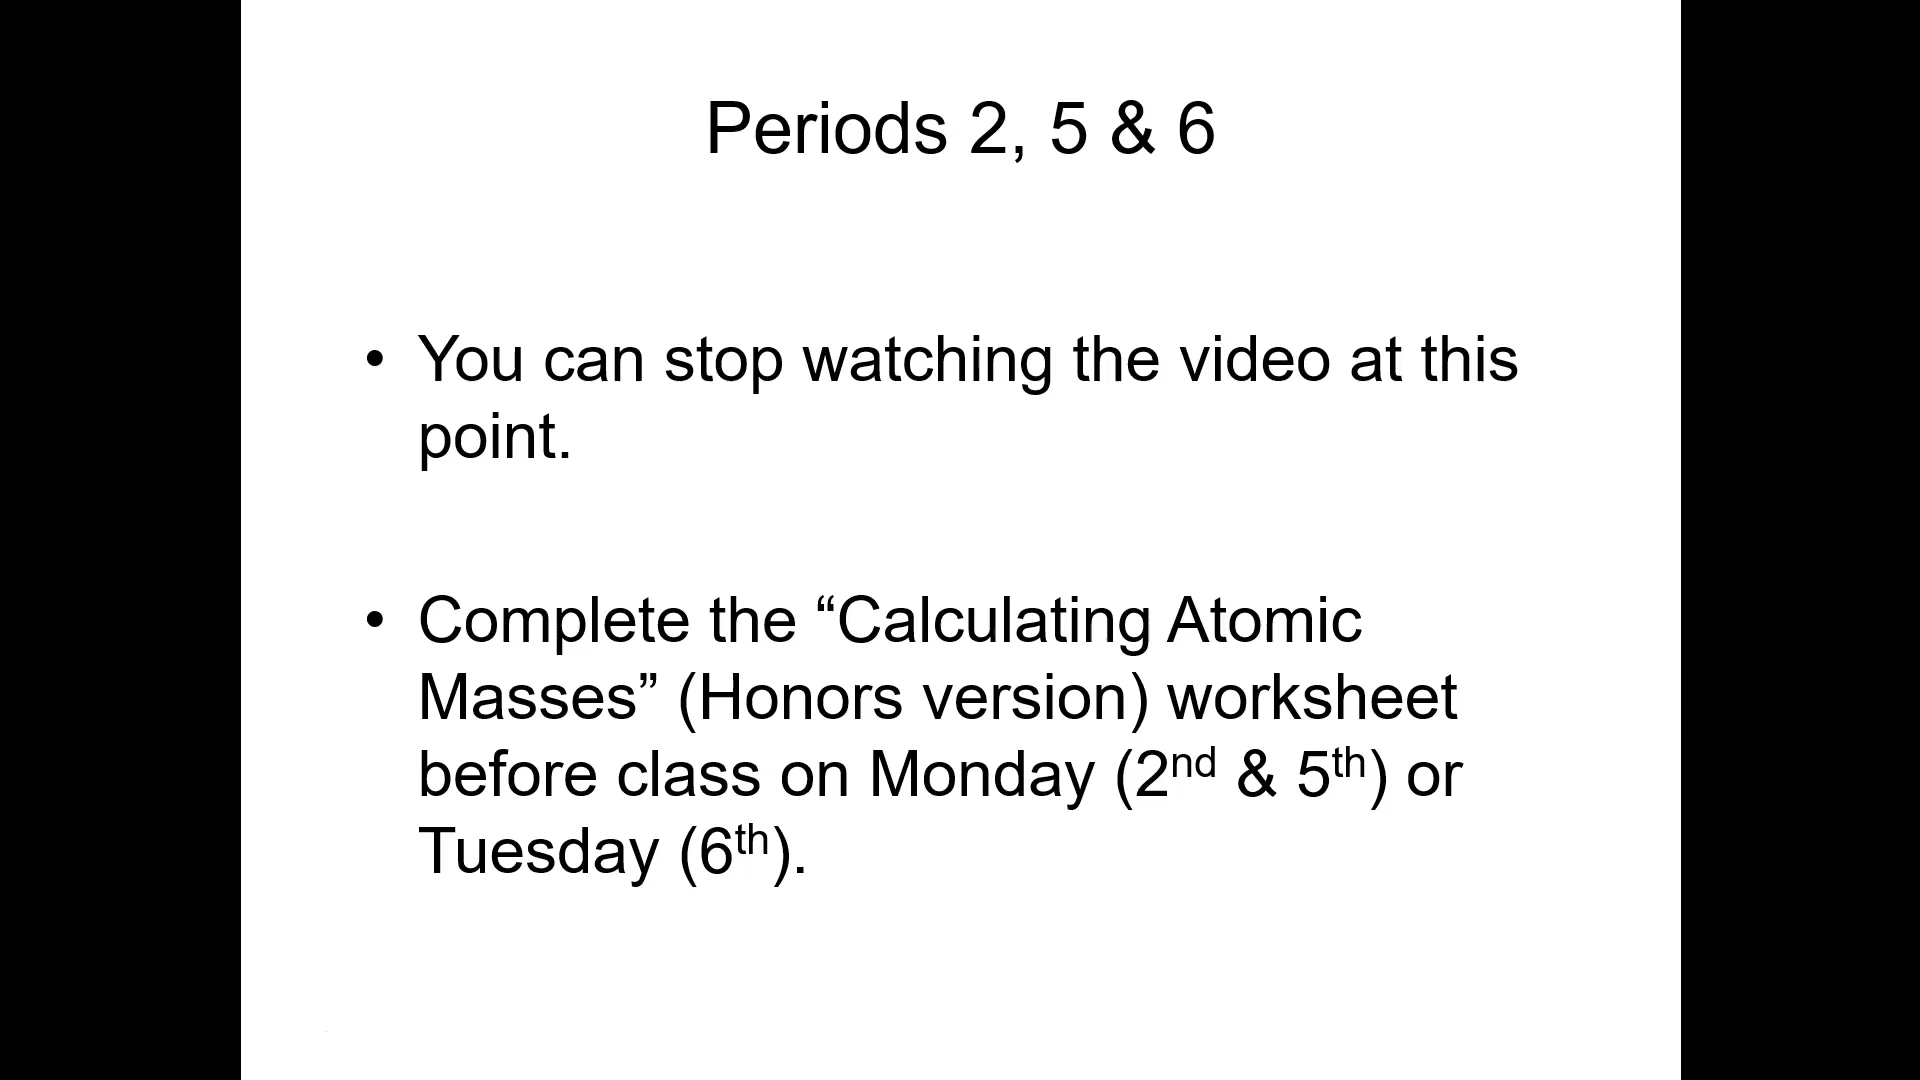 Periods 2, 5 & 6
• You can stop watching the video at this
point.
• Complete the “Calculating Atomic
Masses” (Honors version) worksheet
before class on Monday (2nd & 5th) or
Tuesday (6th).